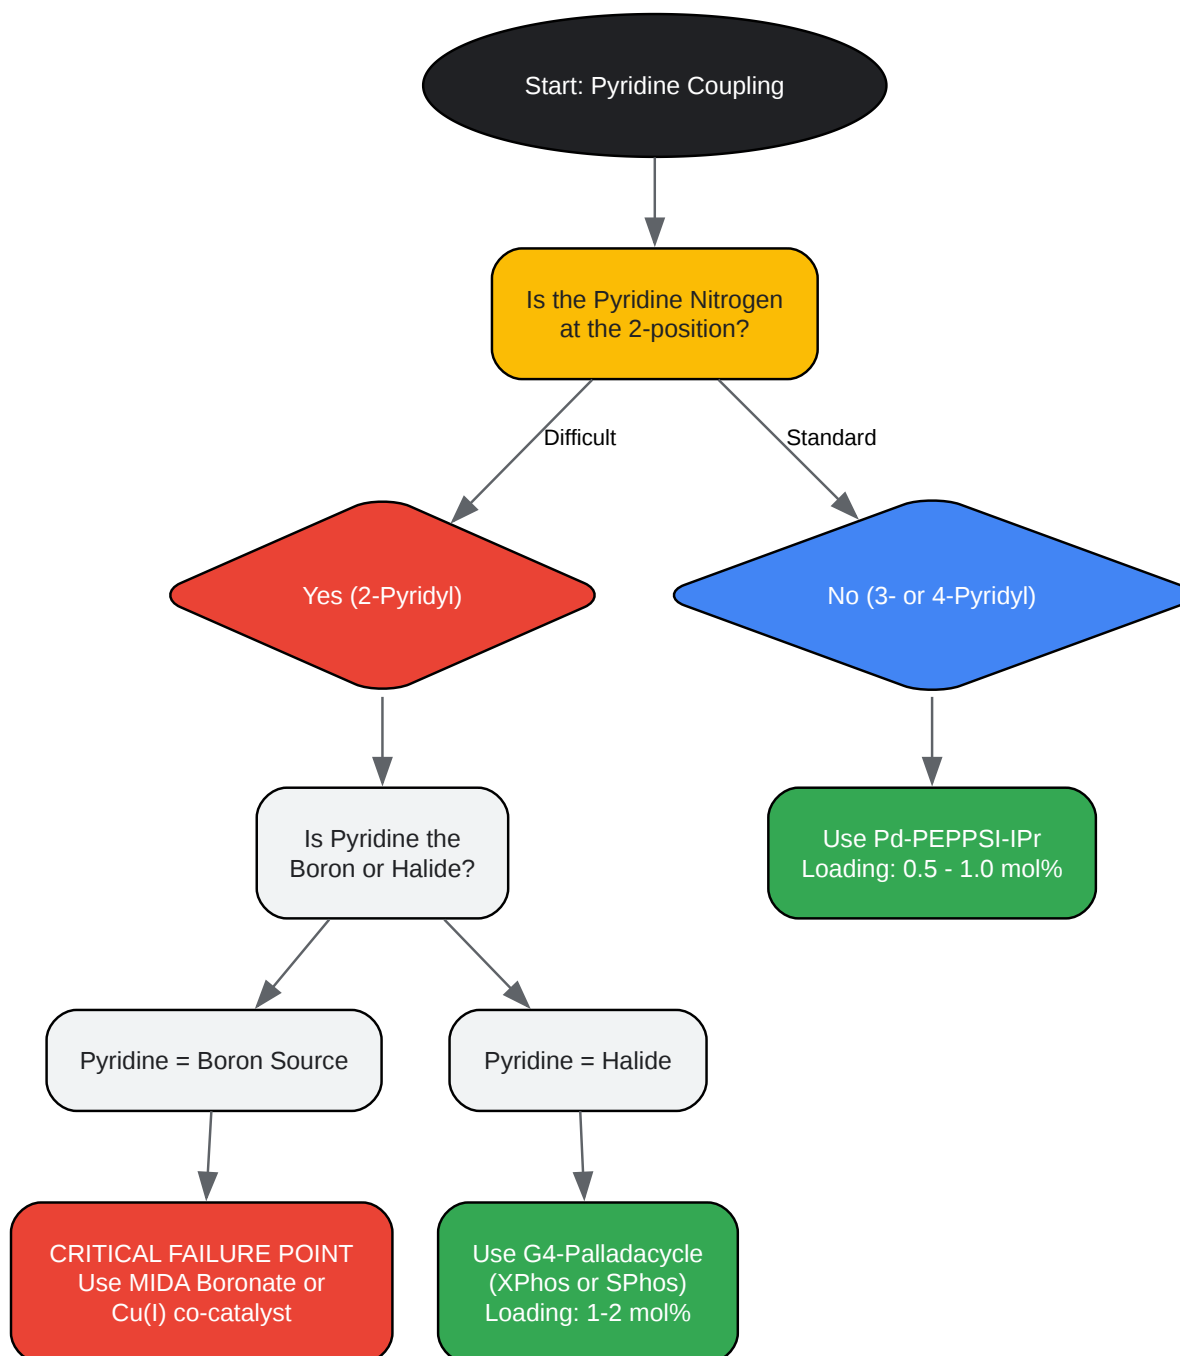 Start: Pyridine Coupling
Is the Pyridine Nitrogen
at the 2-position?
Difficult
Standard
Yes (2-Pyridyl)
No (3- or 4-Pyridyl)
Is Pyridine the
Boron or Halide?
Use Pd-PEPPSI-IPr
Loading: 0.5 - 1.0 mol%
Pyridine = Boron Source
Pyridine = Halide
CRITICAL FAILURE POINT
Use MIDA Boronate or
Cu(I) co-catalyst
Use G4-Palladacycle
(XPhos or SPhos)
Loading: 1-2 mol%